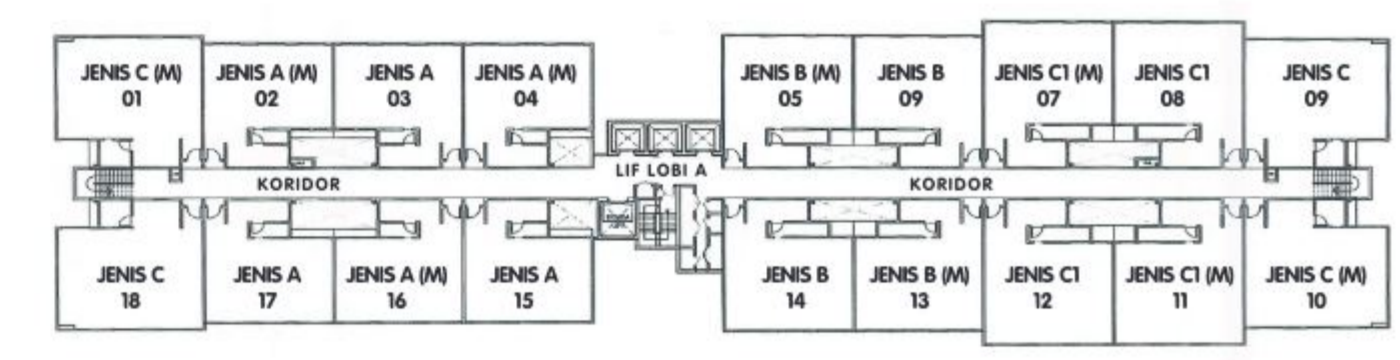 JENIS C (M)
01
JENIS A (M)
02
JENIS A
03
JENIS A (M)
04
JENIS B (M)
05
JENIS B
09
JENIS C1 (M)
07
JENIS C1
08
JENIS C
09
LIF LOBI A
KORIDOR
KORIDOR
JENIS C
18
JENIS A
17
JENIS A (M)
16
JENIS A
15
JENIS B
14
JENIS B (M)
13
JENIS C1
12
JENIS C1 (M)
11
JENIS C (M)
10